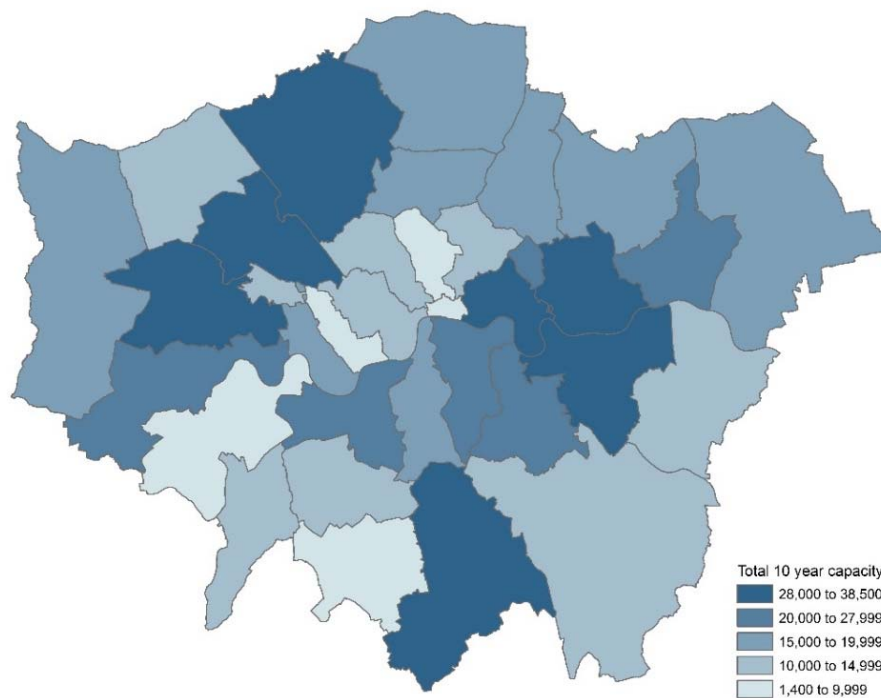 Total 10 year capacity
28,000 to 38,500
20,000 to 27,999
15,000 to 19,999
10,000 to 14,999
1,400 to 9,999